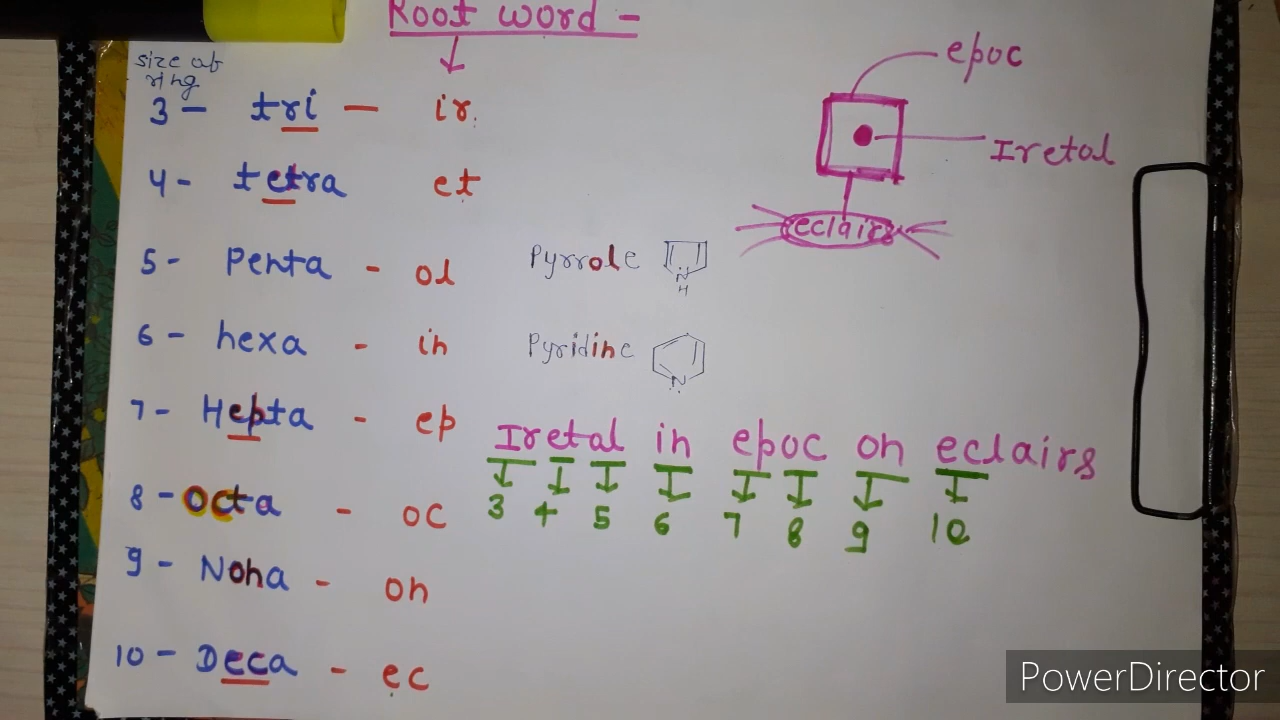 Root word -
size of
ring
3 - tri - ir
4 - tetra et
5 - Penta - ol
6 - hexa - in
7 - Hepta - ep
8 - octa - oc
9 - Nona - on
10 - Deca - ec
Pyrrole
N
H
Pyridine
N
epoc
Iretol
eclairs
Iretol in epoc on eclairs
3 4 5 6 7 8 9 10
PowerDirector